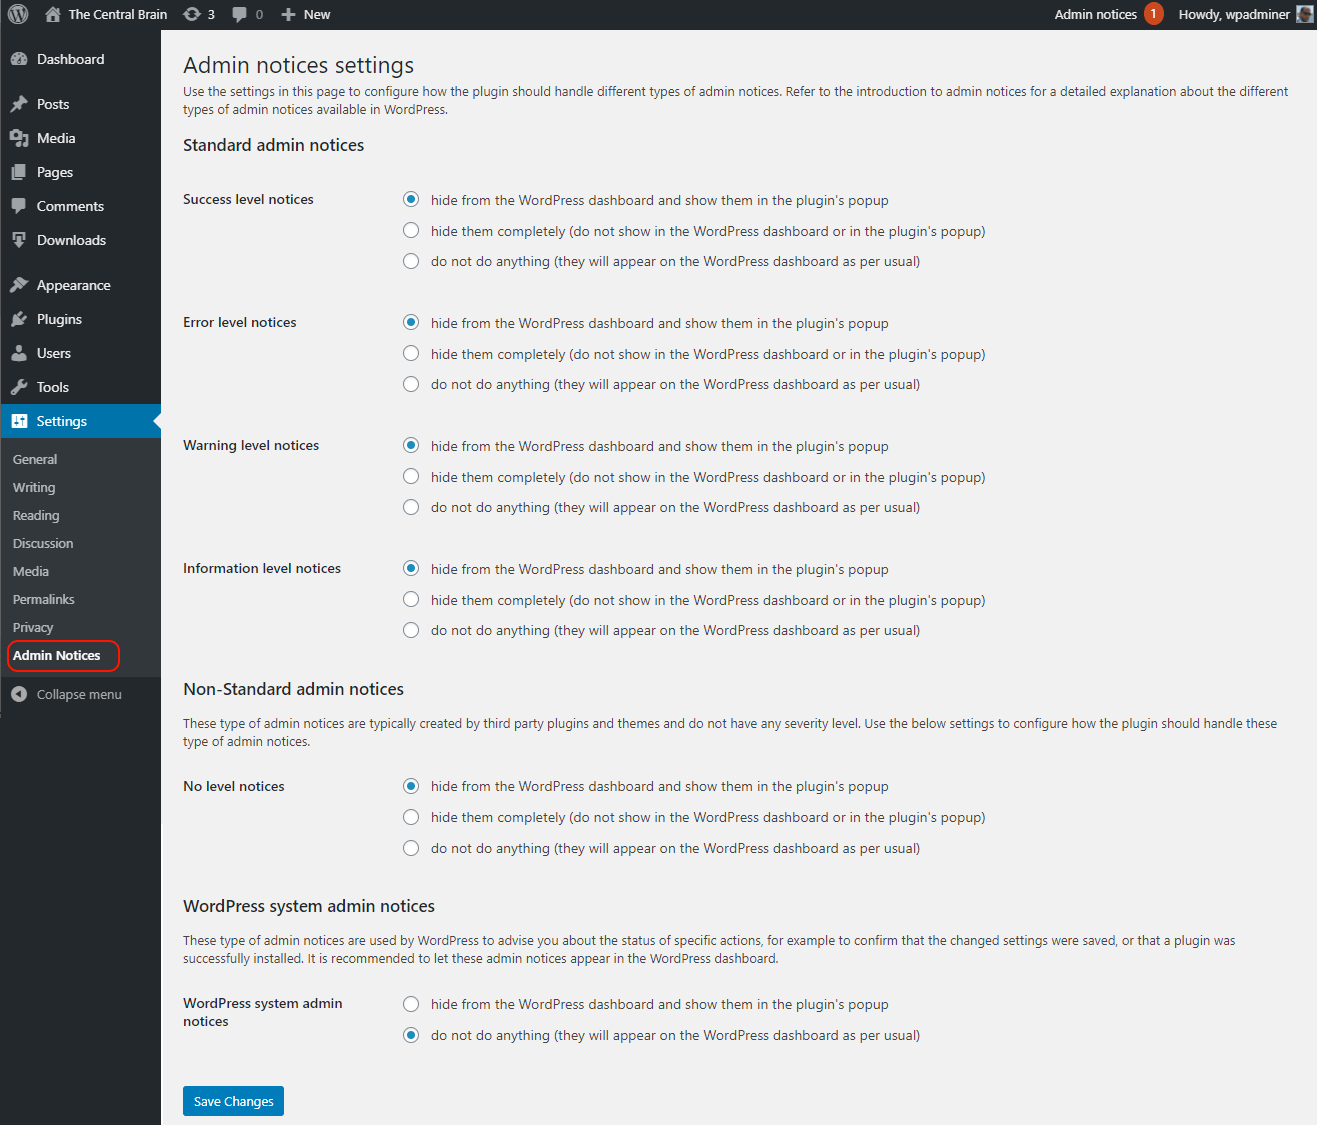 The Central Brain
3
0
New
Admin notices
1
Howdy, wpadminer
Dashboard
Posts
Media
Pages
Comments
Downloads
Appearance
Plugins
Users
Tools
Settings
General
Writing
Reading
Discussion
Media
Permalinks
Privacy
Admin Notices
Collapse menu
Admin notices settings
Use the settings in this page to configure how the plugin should handle different types of admin notices. Refer to the introduction to admin notices for a detailed explanation about the different
types of admin notices available in WordPress.
Standard admin notices
Success level notices
hide from the WordPress dashboard and show them in the plugin's popup
hide them completely (do not show in the WordPress dashboard or in the plugin's popup)
do not do anything (they will appear on the WordPress dashboard as per usual)
Error level notices
hide from the WordPress dashboard and show them in the plugin's popup
hide them completely (do not show in the WordPress dashboard or in the plugin's popup)
do not do anything (they will appear on the WordPress dashboard as per usual)
Warning level notices
hide from the WordPress dashboard and show them in the plugin's popup
hide them completely (do not show in the WordPress dashboard or in the plugin's popup)
do not do anything (they will appear on the WordPress dashboard as per usual)
Information level notices
hide from the WordPress dashboard and show them in the plugin's popup
hide them completely (do not show in the WordPress dashboard or in the plugin's popup)
do not do anything (they will appear on the WordPress dashboard as per usual)
Non-Standard admin notices
These type of admin notices are typically created by third party plugins and themes and do not have any severity level. Use the below settings to configure how the plugin should handle these
type of admin notices.
No level notices
hide from the WordPress dashboard and show them in the plugin's popup
hide them completely (do not show in the WordPress dashboard or in the plugin's popup)
do not do anything (they will appear on the WordPress dashboard as per usual)
WordPress system admin notices
These type of admin notices are used by WordPress to advise you about the status of specific actions, for example to confirm that the changed settings were saved, or that a plugin was
successfully installed. It is recommended to let these admin notices appear in the WordPress dashboard.
WordPress system admin
notices
hide from the WordPress dashboard and show them in the plugin's popup
do not do anything (they will appear on the WordPress dashboard as per usual)
Save Changes